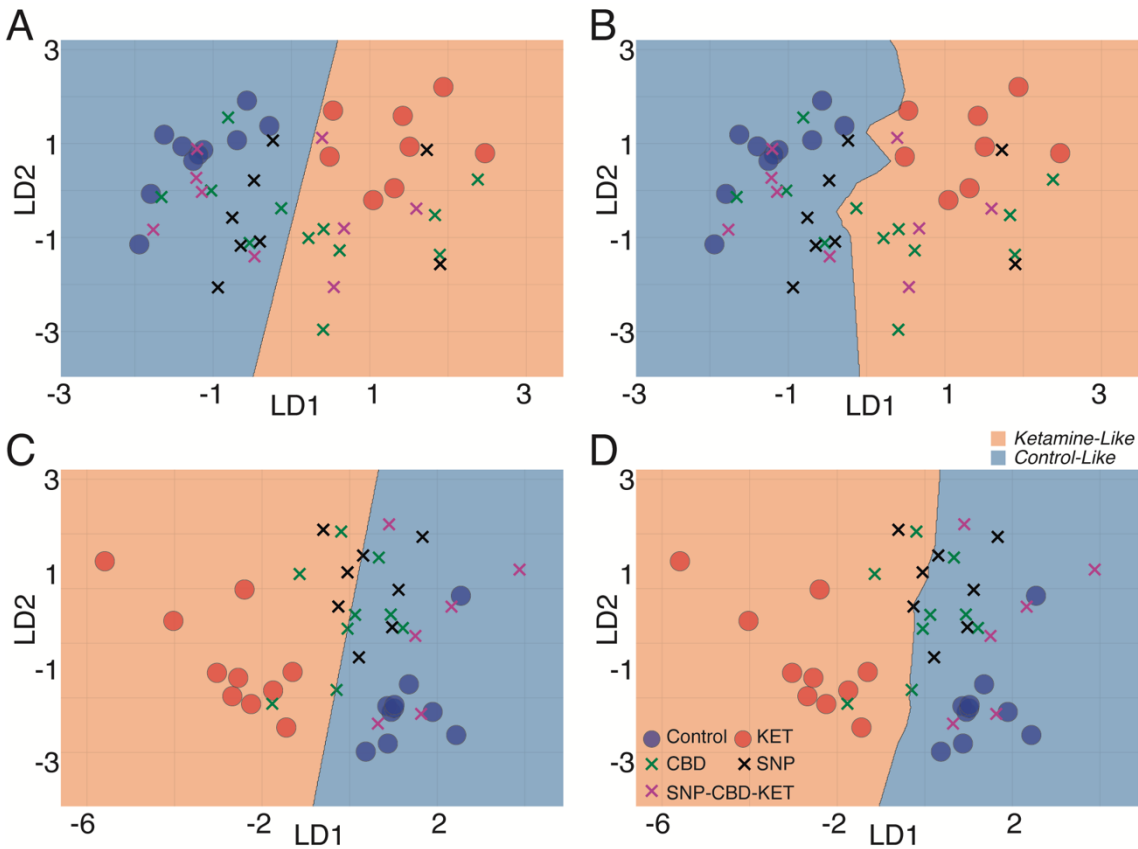 A
3
1
-1
-3
LD2
-3
-1
1
3
LD1
B
3
1
-1
-3
LD2
-3
-1
1
3
LD1
Ketamine-Like
Control-Like
C
3
1
-1
-3
LD2
-6
-2
2
LD1
D
3
1
-1
-3
LD2
Control KET
CBD SNP
SNP-CBD-KET
-6
-2
2
LD1